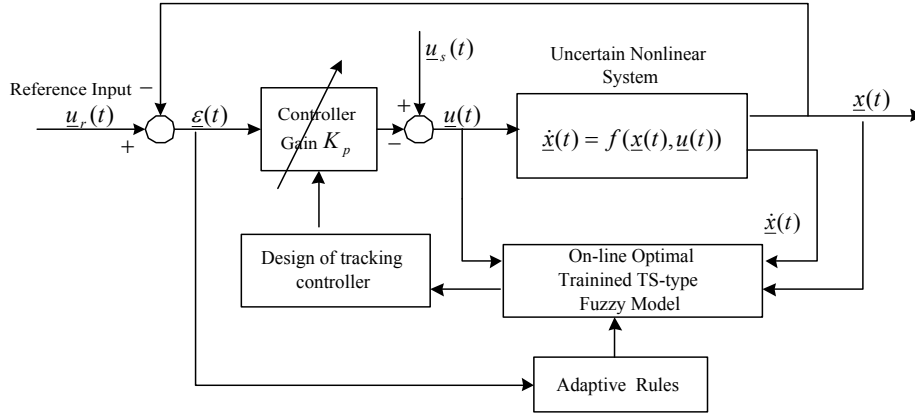 u_s(t)
Uncertain Nonlinear
System
Reference Input −
u_r(t)
+
ε(t)
Controller
Gain K_p
+
−
u(t)
ẋ(t) = f(x(t),u(t))
x(t)
ẋ(t)
Design of tracking
controller
On-line Optimal
Trainined TS-type
Fuzzy Model
Adaptive Rules